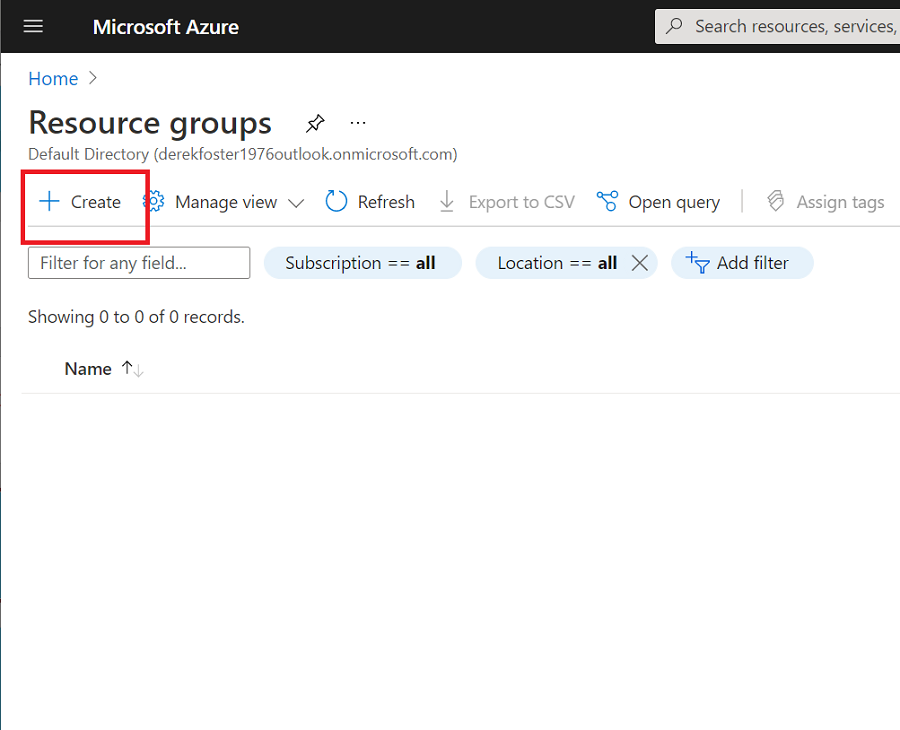 Microsoft Azure
Search resources, services,
Home
Resource groups
Default Directory (derekfoster1976outlook.onmicrosoft.com)
Create Manage view Refresh Export to CSV Open query Assign tags
Filter for any field... Subscription == all Location == all Add filter
Showing 0 to 0 of 0 records.
Name